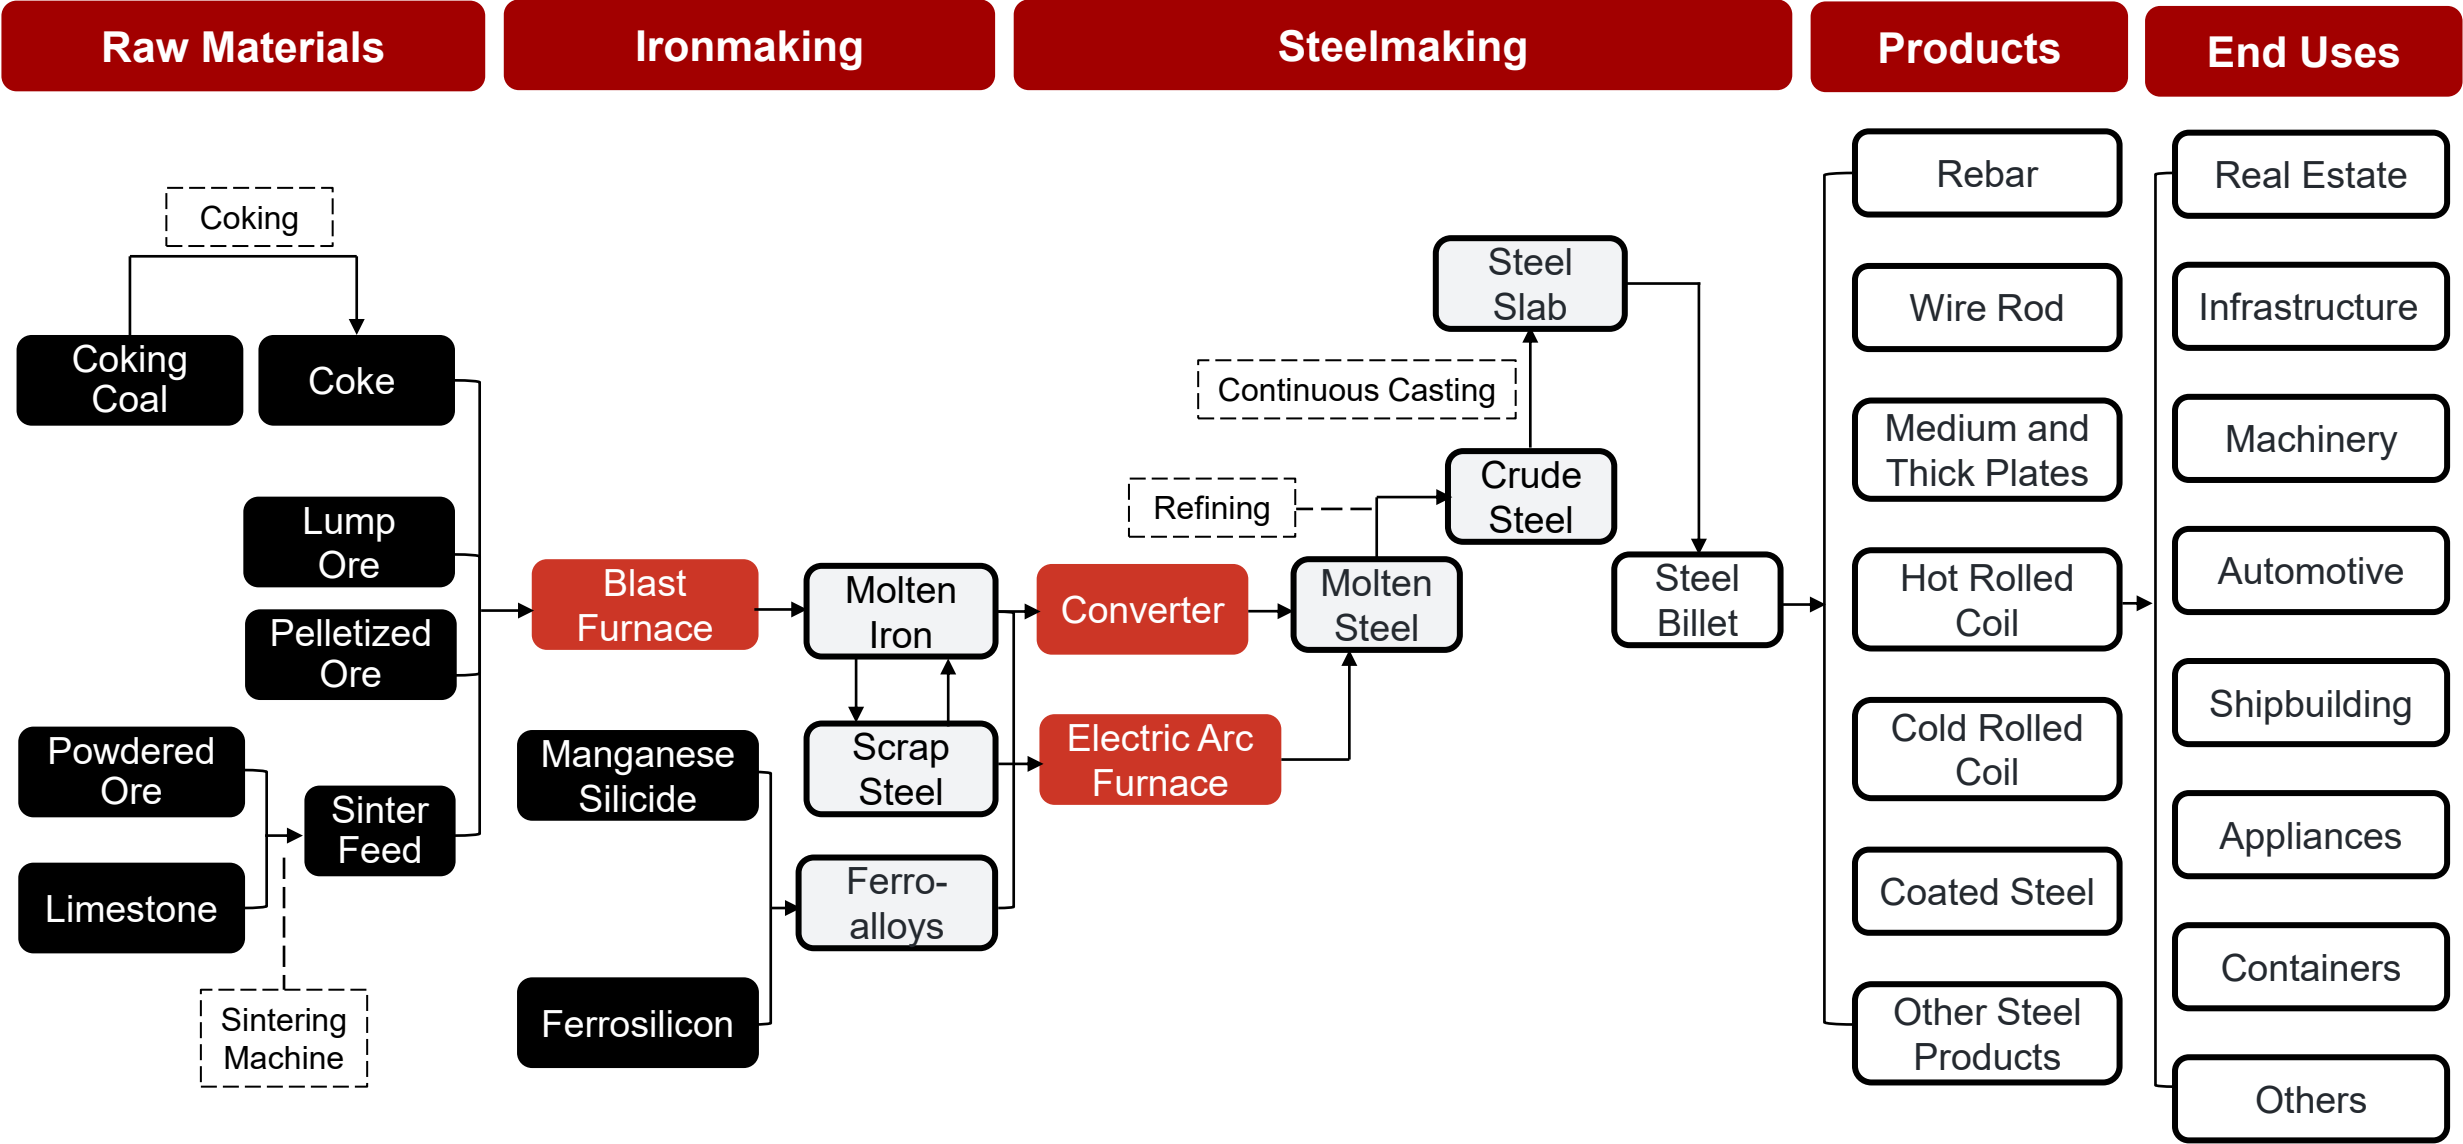 Raw Materials
Ironmaking
Steelmaking
Products
End Uses
Coking
Coking
Coal
Coke
Lump
Ore
Pelletized
Ore
Powdered
Ore
Limestone
Sinter
Feed
Sintering
Machine
Blast
Furnace
Manganese
Silicide
Ferrosilicon
Molten
Iron
Scrap
Steel
Ferro-
alloys
Converter
Electric Arc
Furnace
Molten
Steel
Refining
Crude
Steel
Continuous Casting
Steel
Slab
Steel
Billet
Rebar
Wire Rod
Medium and
Thick Plates
Hot Rolled
Coil
Cold Rolled
Coil
Coated Steel
Other Steel
Products
Real Estate
Infrastructure
Machinery
Automotive
Shipbuilding
Appliances
Containers
Others